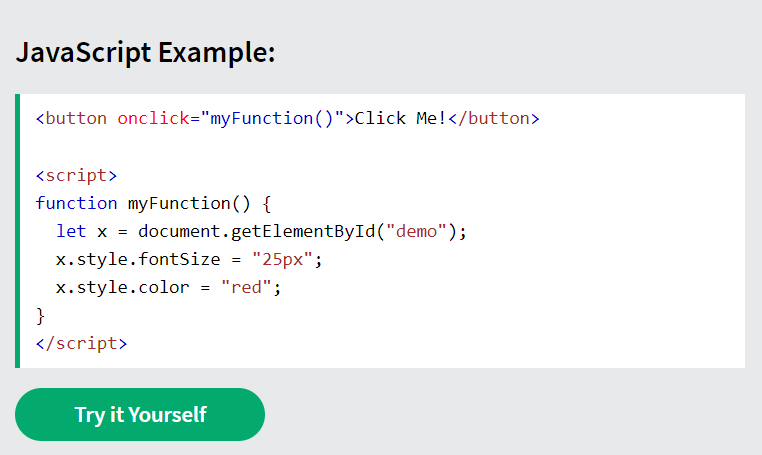 JavaScript Example:
<button onclick="myFunction()">Click Me!</button>
<script>
function myFunction() {
  let x = document.getElementById("demo");
  x.style.fontSize = "25px";
  x.style.color = "red";
}
</script>
Try it Yourself